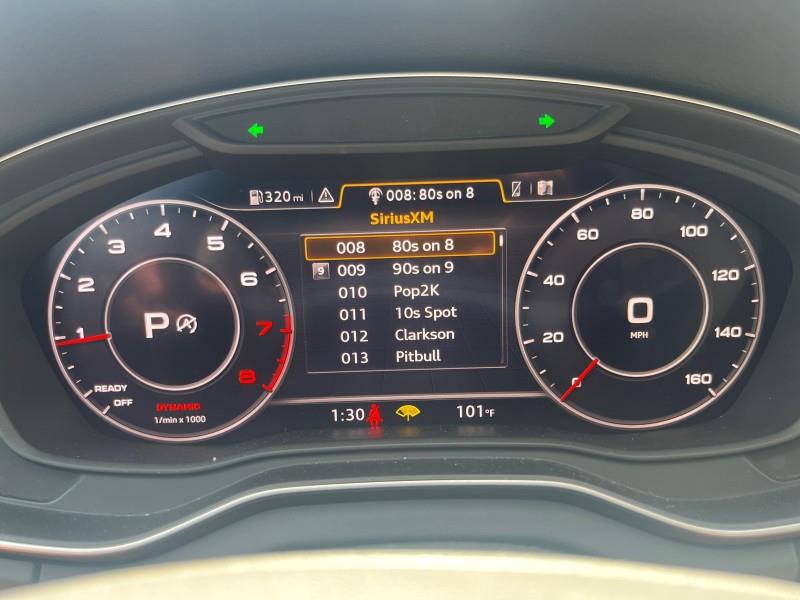 320 mi
008: 80s on 8
SiriusXM
008 80s on 8
9 009 90s on 9
010 Pop2K
011 10s Spot
012 Clarkson
013 Pitbull
1 2 3 4 5 6 7 8
P A
READY
OFF
DYNAMIC
1/min x 1000
0 20 40 60 80 100 120 140 160
0
MPH
1:30
101°F